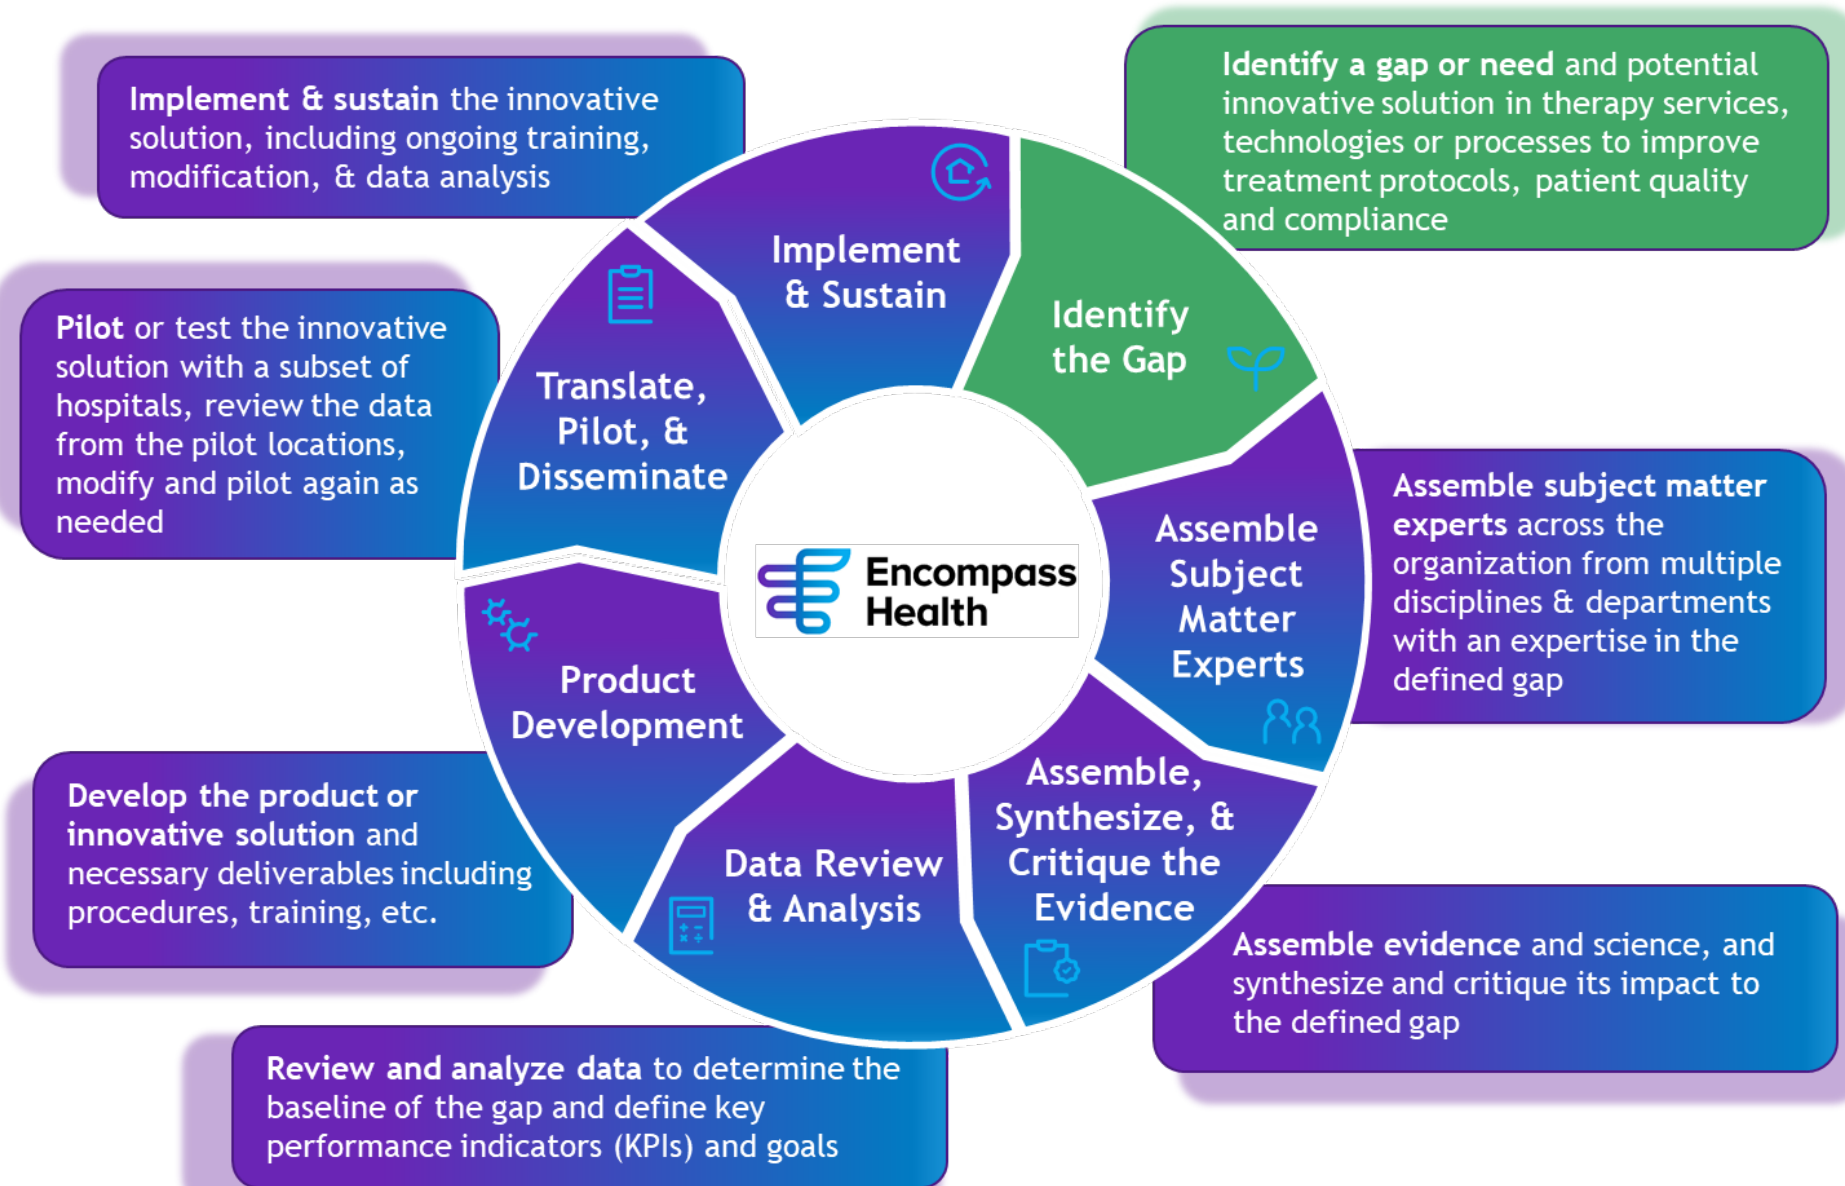 Identify a gap or need and potential
innovative solution in therapy services,
technologies or processes to improve
treatment protocols, patient quality
and compliance
Implement & sustain the innovative
solution, including ongoing training,
modification, & data analysis
Implement
& Sustain
Identify
the Gap
Pilot or test the innovative
solution with a subset of
hospitals, review the data
from the pilot locations,
modify and pilot again as
needed
Translate,
Pilot, &
Disseminate
Assemble
Subject
Matter
Experts
Assemble subject matter
experts across the
organization from multiple
disciplines & departments
with an expertise in the
defined gap
Encompass
Health
Product
Development
Develop the product or
innovative solution and
necessary deliverables including
procedures, training, etc.
Data Review
& Analysis
Assemble,
Synthesize, &
Critique the
Evidence
Assemble evidence and science, and
synthesize and critique its impact to
the defined gap
Review and analyze data to determine the
baseline of the gap and define key
performance indicators (KPIs) and goals